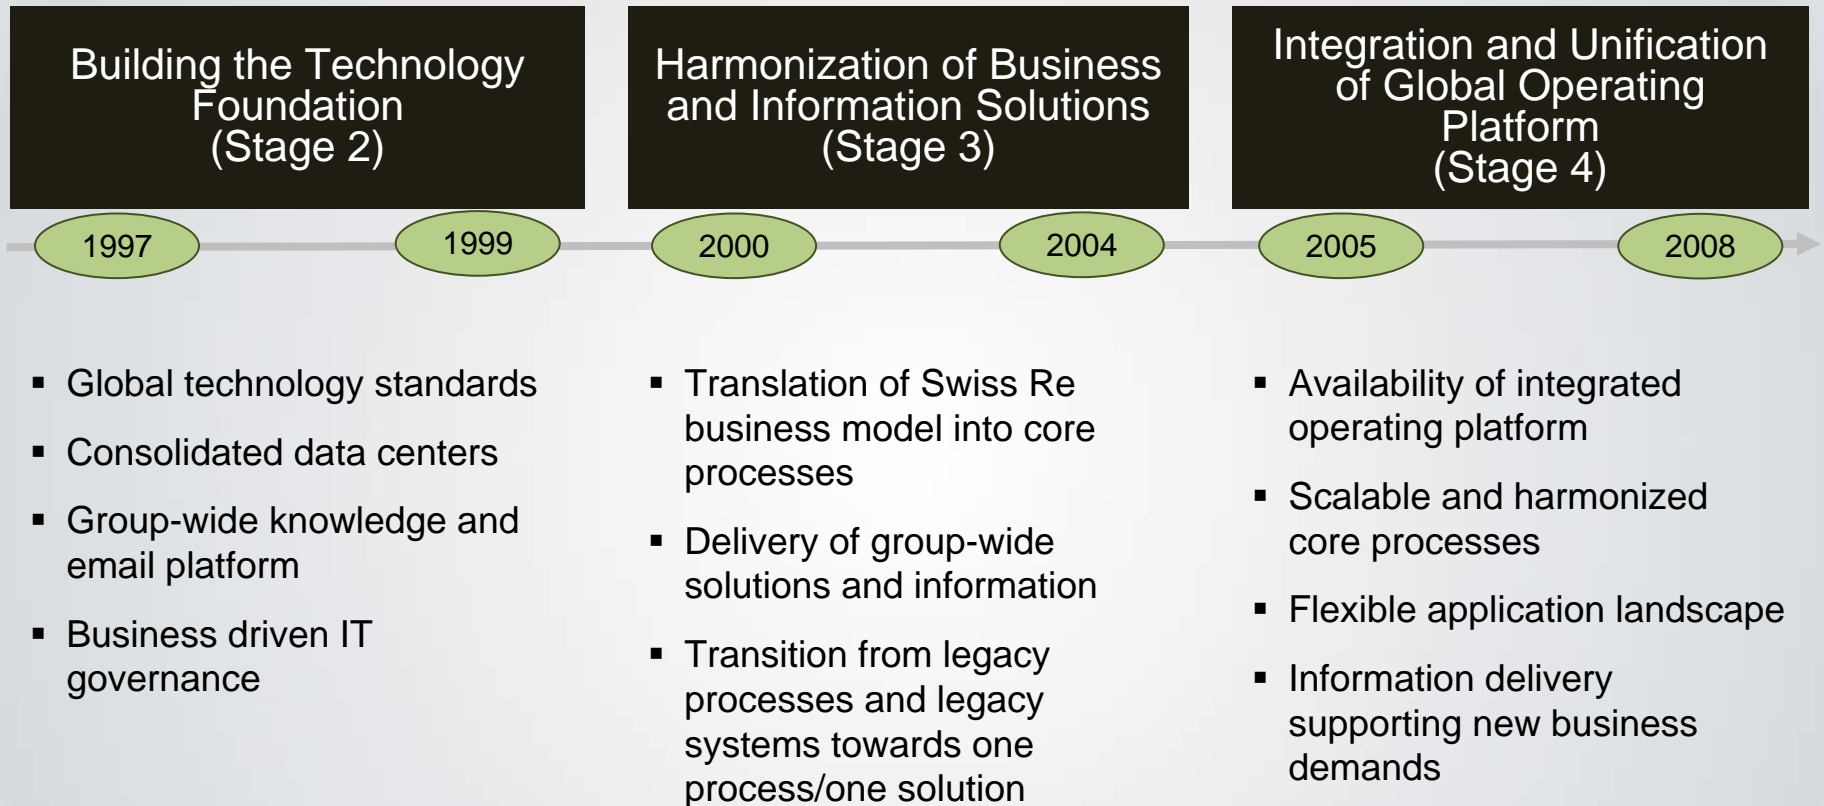 Building the Technology
Foundation
(Stage 2)
Harmonization of Business
and Information Solutions
(Stage 3)
Integration and Unification
of Global Operating
Platform
(Stage 4)
1997
1999
2000
2004
2005
2008
▪ Global technology standards
▪ Consolidated data centers
▪ Group-wide knowledge and
email platform
▪ Business driven IT
governance
▪ Translation of Swiss Re
business model into core
processes
▪ Delivery of group-wide
solutions and information
▪ Transition from legacy
processes and legacy
systems towards one
process/one solution
▪ Availability of integrated
operating platform
▪ Scalable and harmonized
core processes
▪ Flexible application landscape
▪ Information delivery
supporting new business
demands